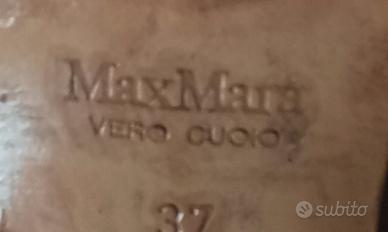 MaxMara
VERO CUOIO
37
subito